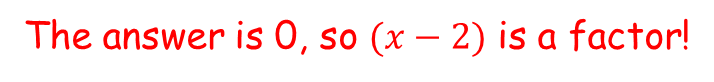 The answer is 0, so (x − 2) is a factor!